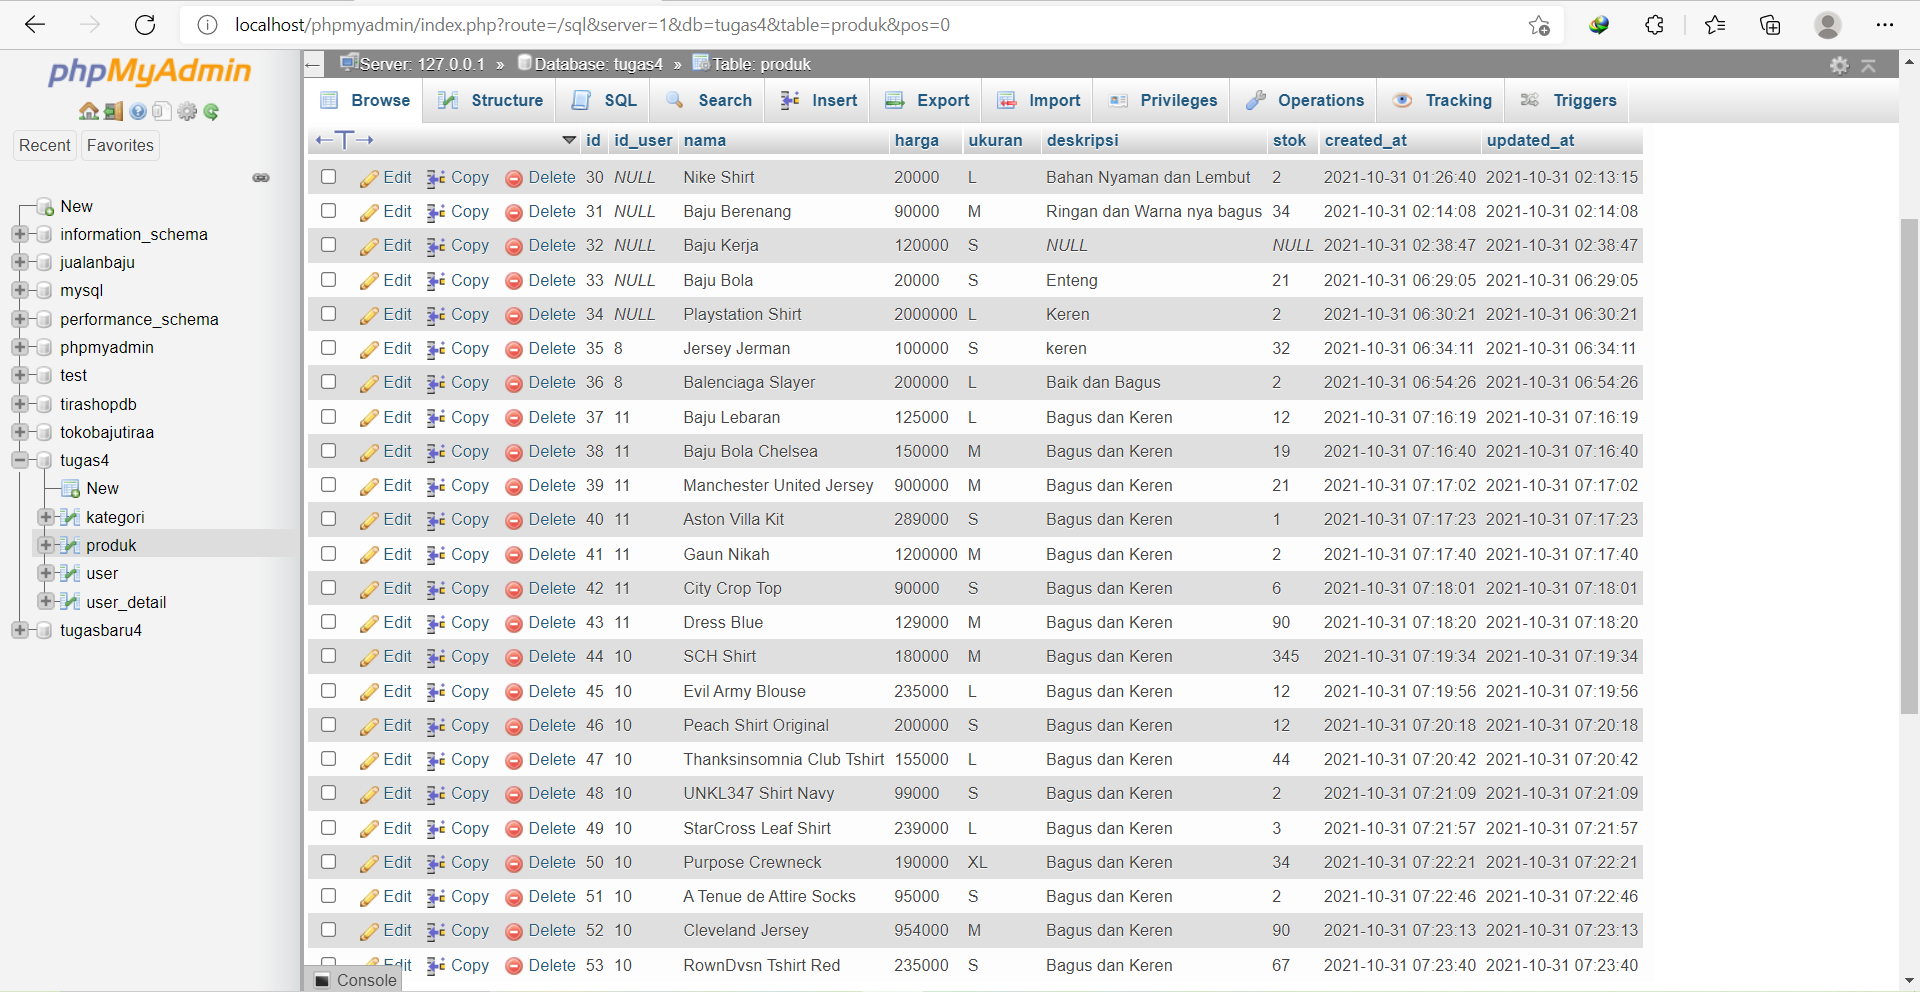 localhost/phpmyadmin/index.php?route=/sql&server=1&db=tugas4&table=produk&pos=0
phpMyAdmin
Recent Favorites
New
information_schema
jualanbaju
mysql
performance_schema
phpmyadmin
test
tirashopdb
tokobajutiraa
tugas4
New
kategori
produk
user
user_detail
tugasbaru4
Server: 127.0.0.1 » Database: tugas4 » Table: produk
Browse Structure SQL Search Insert Export Import Privileges Operations Tracking Triggers
id id_user nama harga ukuran deskripsi stok created_at updated_at
Edit Copy Delete 30 NULL Nike Shirt 20000 L Bahan Nyaman dan Lembut 2 2021-10-31 01:26:40 2021-10-31 02:13:15
Edit Copy Delete 31 NULL Baju Berenang 90000 M Ringan dan Warna nya bagus 34 2021-10-31 02:14:08 2021-10-31 02:14:08
Edit Copy Delete 32 NULL Baju Kerja 120000 S NULL NULL 2021-10-31 02:38:47 2021-10-31 02:38:47
Edit Copy Delete 33 NULL Baju Bola 20000 S Enteng 21 2021-10-31 06:29:05 2021-10-31 06:29:05
Edit Copy Delete 34 NULL Playstation Shirt 2000000 L Keren 2 2021-10-31 06:30:21 2021-10-31 06:30:21
Edit Copy Delete 35 8 Jersey Jerman 100000 S keren 32 2021-10-31 06:34:11 2021-10-31 06:34:11
Edit Copy Delete 36 8 Balenciaga Slayer 200000 L Baik dan Bagus 2 2021-10-31 06:54:26 2021-10-31 06:54:26
Edit Copy Delete 37 11 Baju Lebaran 125000 L Bagus dan Keren 12 2021-10-31 07:16:19 2021-10-31 07:16:19
Edit Copy Delete 38 11 Baju Bola Chelsea 150000 M Bagus dan Keren 19 2021-10-31 07:16:40 2021-10-31 07:16:40
Edit Copy Delete 39 11 Manchester United Jersey 900000 M Bagus dan Keren 21 2021-10-31 07:17:02 2021-10-31 07:17:02
Edit Copy Delete 40 11 Aston Villa Kit 289000 S Bagus dan Keren 1 2021-10-31 07:17:23 2021-10-31 07:17:23
Edit Copy Delete 41 11 Gaun Nikah 1200000 M Bagus dan Keren 2 2021-10-31 07:17:40 2021-10-31 07:17:40
Edit Copy Delete 42 11 City Crop Top 90000 S Bagus dan Keren 6 2021-10-31 07:18:01 2021-10-31 07:18:01
Edit Copy Delete 43 11 Dress Blue 129000 M Bagus dan Keren 90 2021-10-31 07:18:20 2021-10-31 07:18:20
Edit Copy Delete 44 10 SCH Shirt 180000 M Bagus dan Keren 345 2021-10-31 07:19:34 2021-10-31 07:19:34
Edit Copy Delete 45 10 Evil Army Blouse 235000 L Bagus dan Keren 12 2021-10-31 07:19:56 2021-10-31 07:19:56
Edit Copy Delete 46 10 Peach Shirt Original 200000 S Bagus dan Keren 12 2021-10-31 07:20:18 2021-10-31 07:20:18
Edit Copy Delete 47 10 Thanksinsomnia Club Tshirt 155000 L Bagus dan Keren 44 2021-10-31 07:20:42 2021-10-31 07:20:42
Edit Copy Delete 48 10 UNKL347 Shirt Navy 99000 S Bagus dan Keren 2 2021-10-31 07:21:09 2021-10-31 07:21:09
Edit Copy Delete 49 10 StarCross Leaf Shirt 239000 L Bagus dan Keren 3 2021-10-31 07:21:57 2021-10-31 07:21:57
Edit Copy Delete 50 10 Purpose Crewneck 190000 XL Bagus dan Keren 34 2021-10-31 07:22:21 2021-10-31 07:22:21
Edit Copy Delete 51 10 A Tenue de Attire Socks 95000 S Bagus dan Keren 2 2021-10-31 07:22:46 2021-10-31 07:22:46
Edit Copy Delete 52 10 Cleveland Jersey 954000 M Bagus dan Keren 90 2021-10-31 07:23:13 2021-10-31 07:23:13
Edit Copy Delete 53 10 RownDvsn Tshirt Red 235000 S Bagus dan Keren 67 2021-10-31 07:23:40 2021-10-31 07:23:40
Console